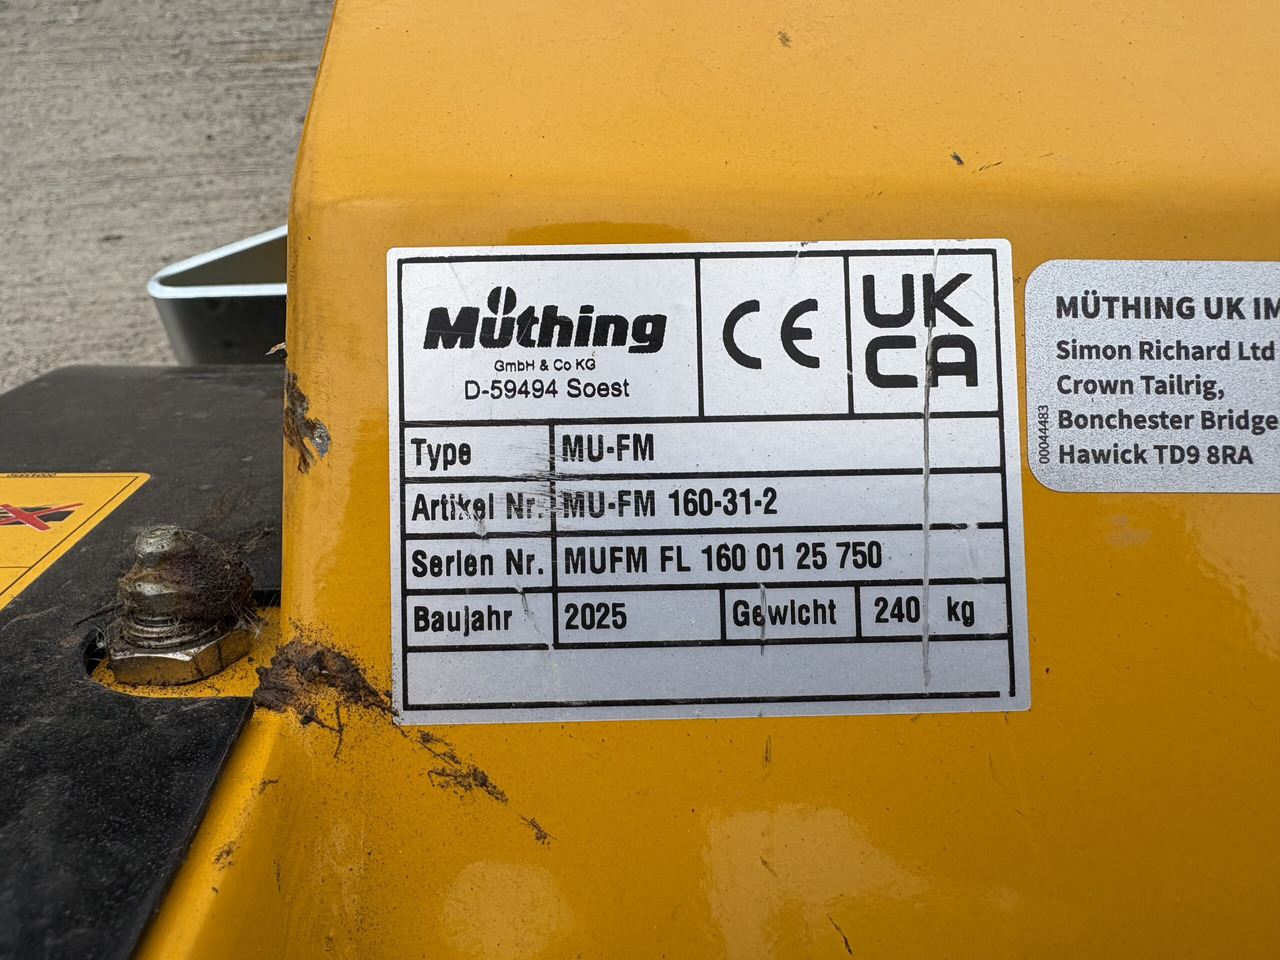 Müthing
GmbH & Co KG
D-59494 Soest
CE
UK
CA
Type MU-FM
Artikel Nr. MU-FM 160-31-2
Serien Nr. MUFM FL 160 01 25 750
Baujahr 2025 Gewicht 240 kg
MÜTHING UK IM
Simon Richard Ltd
Crown Tailrig,
Bonchester Bridge
Hawick TD9 8RA
00044483